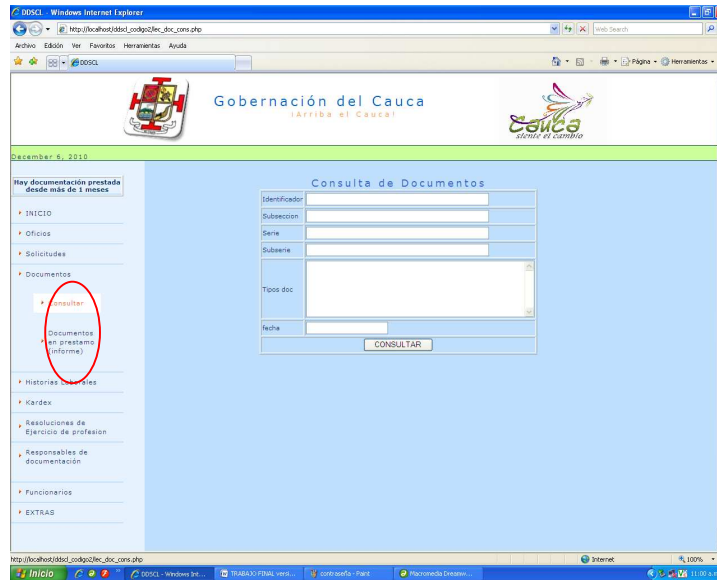 DDSCL - Windows Internet Explorer
http://localhost/ddscl_codigo2/lec_doc_cons.php
Web Search
Archivo Edición Ver Favoritos Herramientas Ayuda
DDSCL
Página Herramientas
Gobernación del Cauca
¡Arriba el Cauca!
Cauca
siente el cambio
December 6, 2010
Hay documentación prestada
desde más de 1 meses
INICIO
Oficios
Solicitudes
Documentos
Consultar
Documentos
en prestamo
(informe)
Historias Laborales
Kardex
Resoluciones de
Ejercicio de profesion
Responsables de
documentación
Funcionarios
EXTRAS
Consulta de Documentos
Identificador
Subseccion
Serie
Subserie
Tipos doc
fecha
CONSULTAR
http://localhost/ddscl_codigo2/lec_doc_cons.php
Internet
100%
Inicio
DDSCL - Windows Int...
TRABAJO FINAL versi...
contraseña - Paint
Macromedia Dreamw...
11:00 a.m.